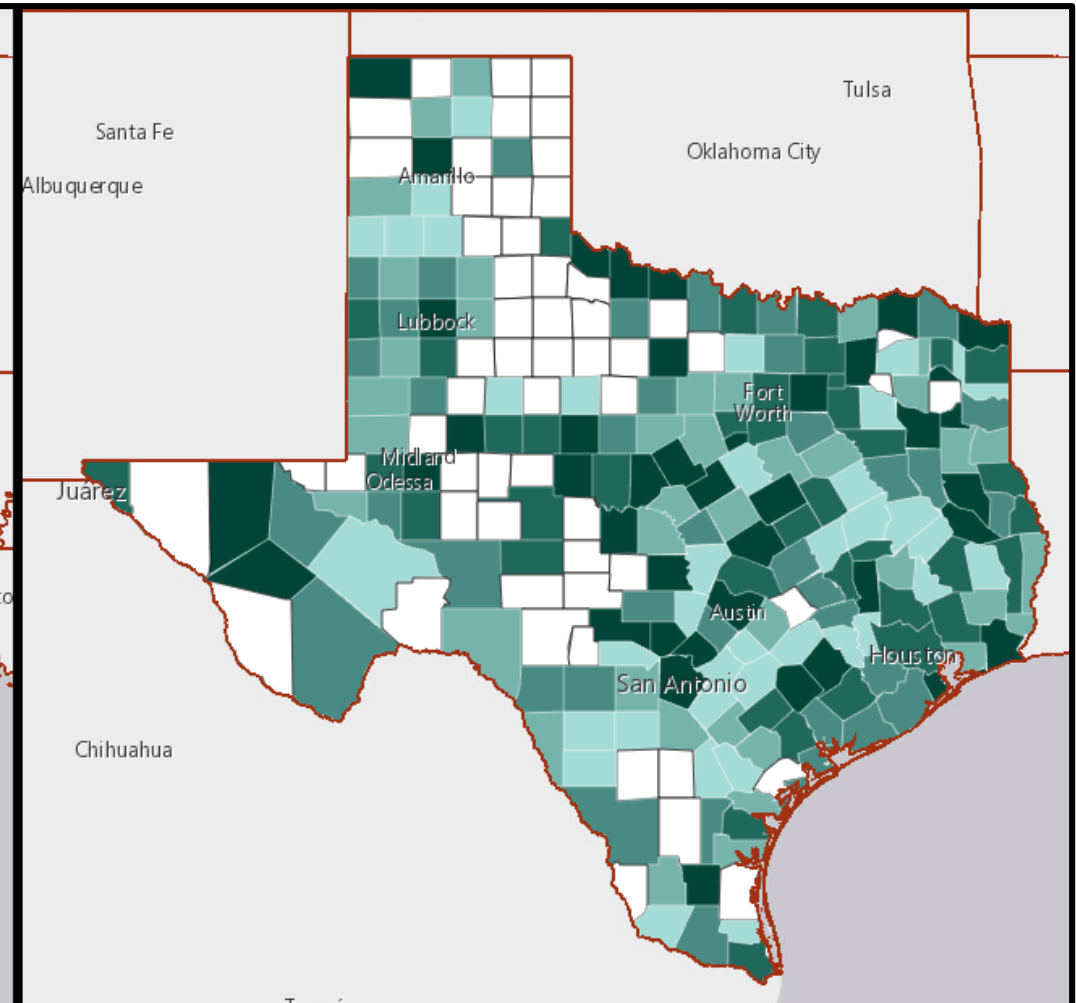 Tulsa
Santa Fe
Oklahoma City
Amarillo
Albuquerque
Lubbock
Fort
Worth
Midland
Odessa
Juárez
Austin
Houston
San Antonio
Chihuahua